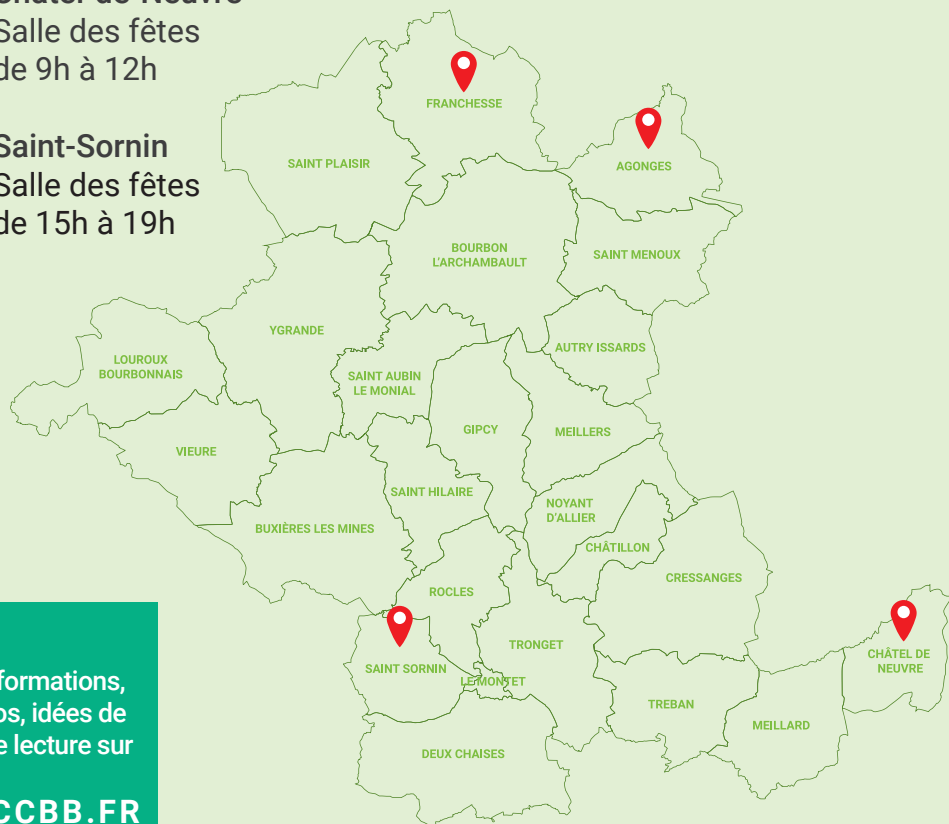 Châtel de Neuvre
Salle des fêtes
de 9h à 12h
Saint-Sornin
Salle des fêtes
de 15h à 19h
FRANCHESSE
AGONGES
SAINT PLAISIR
BOURBON
L'ARCHAMBAULT
SAINT MENOUX
YGRANDE
AUTRY ISSARDS
LOUROUX
BOURBONNAIS
SAINT AUBIN
LE MONIAL
GIPCY
MEILLERS
VIEURE
SAINT HILAIRE
NOYANT
D'ALLIER
BUXIÈRES LES MINES
CHÂTILLON
CRESSANGES
ROCLES
TRONGET
CHÂTEL DE
NEUVRE
SAINT SORNIN
LE MONTET
TREBAN
MEILLARD
DEUX CHAISES
formations,
os, idées de
e lecture sur
CCBB.FR